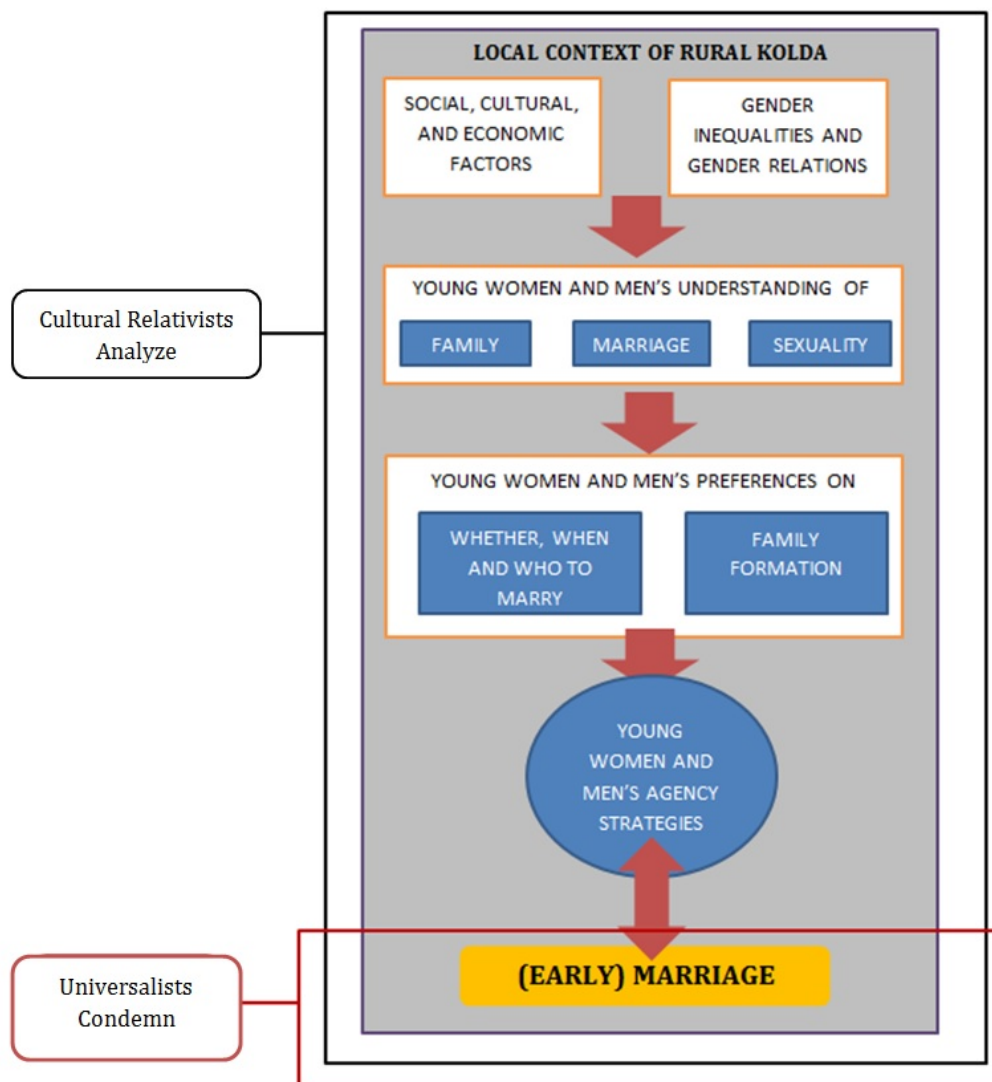 LOCAL CONTEXT OF RURAL KOLDA
SOCIAL, CULTURAL,
AND ECONOMIC
FACTORS
GENDER
INEQUALITIES AND
GENDER RELATIONS
YOUNG WOMEN AND MEN'S UNDERSTANDING OF
FAMILY
MARRIAGE
SEXUALITY
Cultural Relativists
Analyze
YOUNG WOMEN AND MEN'S PREFERENCES ON
WHETHER, WHEN
AND WHO TO
MARRY
FAMILY
FORMATION
YOUNG
WOMEN AND
MEN'S AGENCY
STRATEGIES
(EARLY) MARRIAGE
Universalists
Condemn